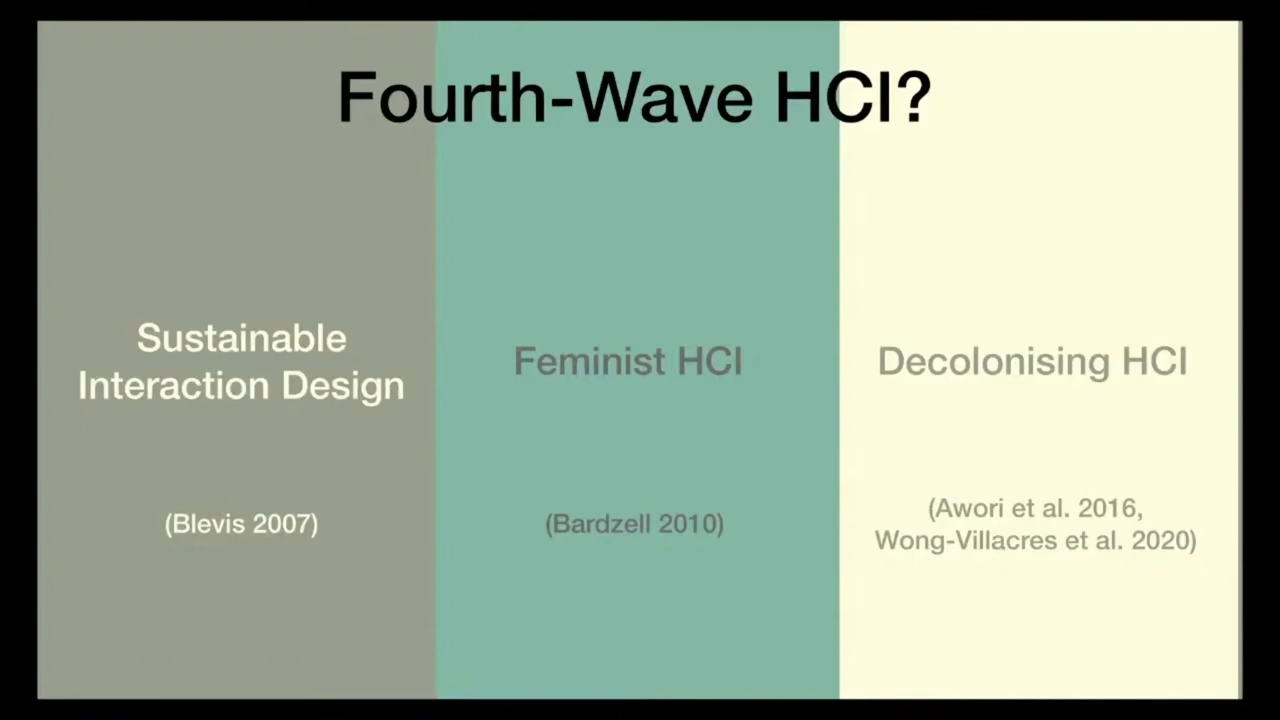 Fourth-Wave HCI?
Sustainable
Interaction Design
(Blevis 2007)
Feminist HCI
(Bardzell 2010)
Decolonising HCI
(Awori et al. 2016,
Wong-Villacres et al. 2020)